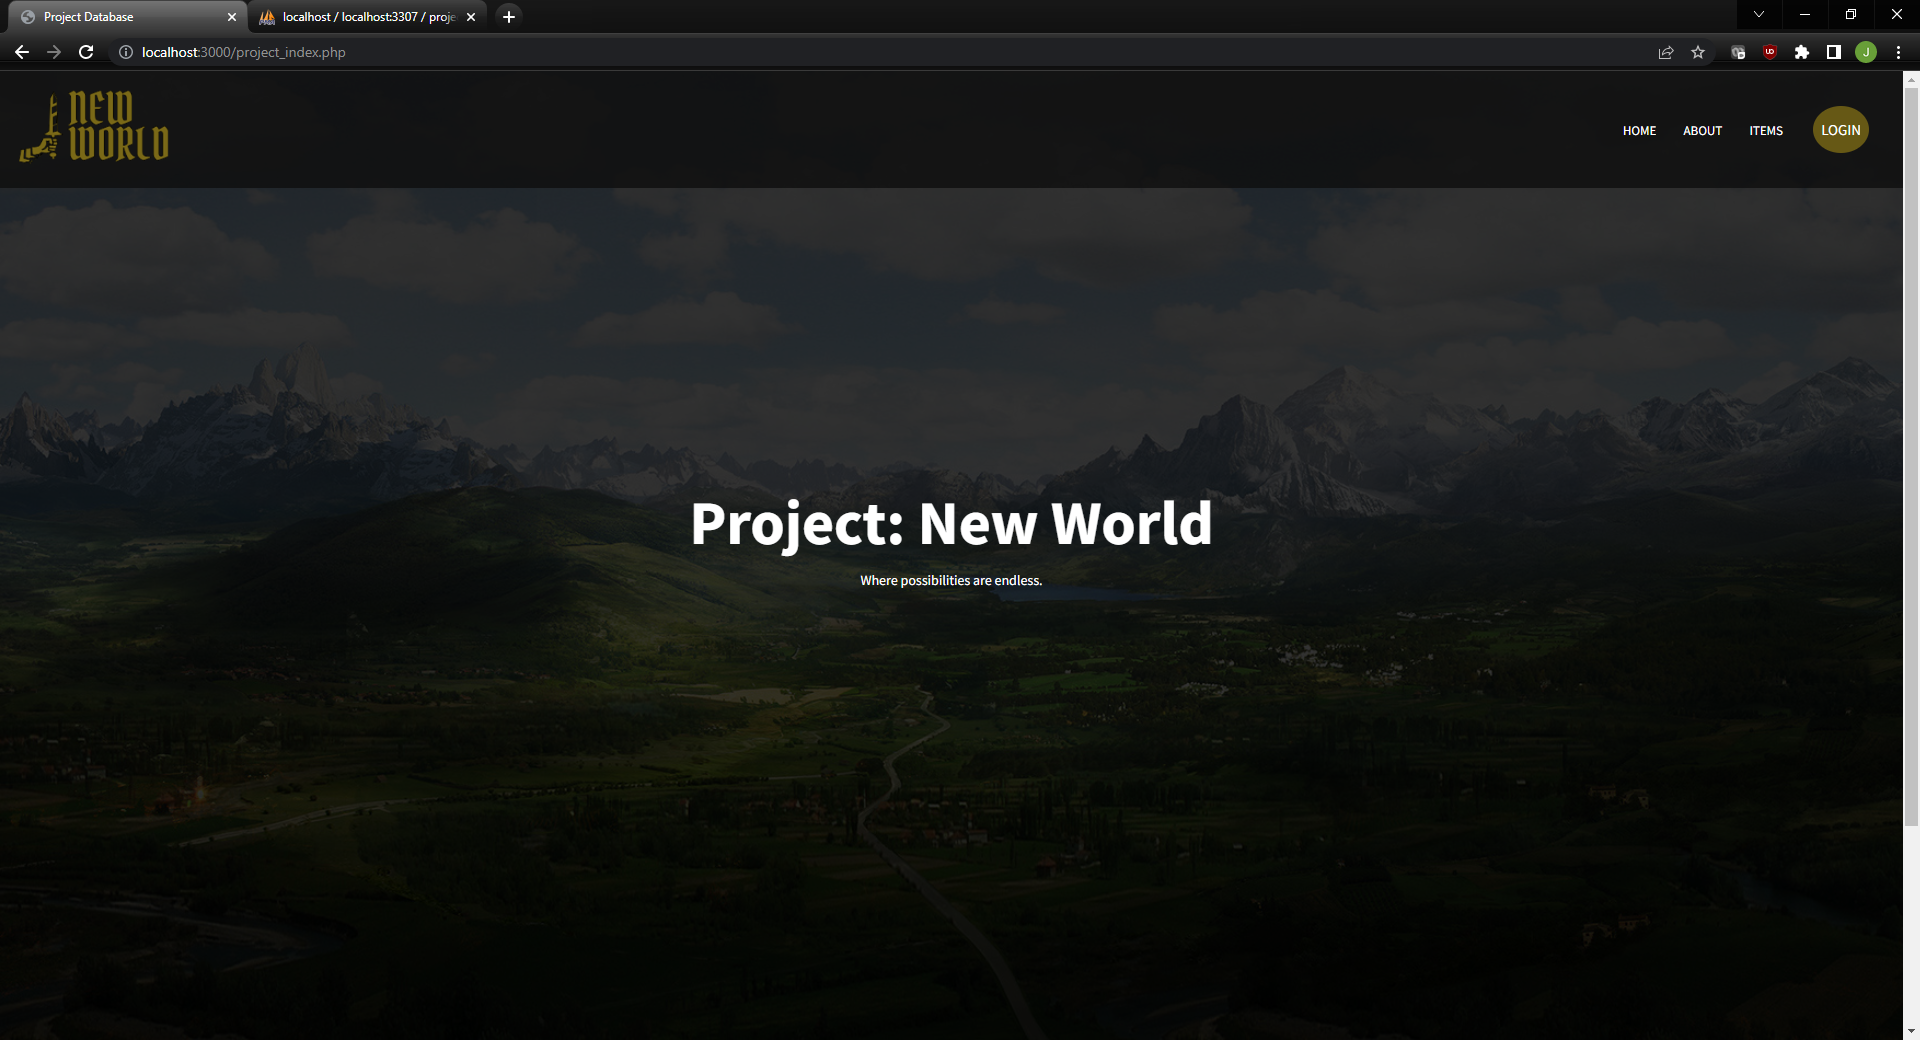 Project Database
localhost / localhost:3307 / proje
localhost:3000/project_index.php
J
NEW
WORLD
HOME
ABOUT
ITEMS
LOGIN
Project: New World
Where possibilities are endless.